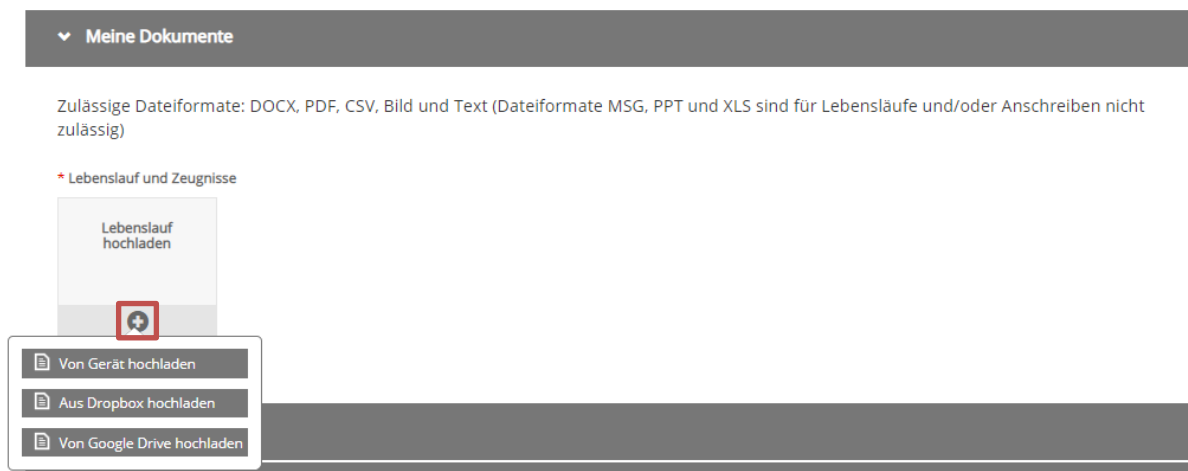 Meine Dokumente
Zulässige Dateiformate: DOCX, PDF, CSV, Bild und Text (Dateiformate MSG, PPT und XLS sind für Lebensläufe und/oder Anschreiben nicht
zulässig)
* Lebenslauf und Zeugnisse
Lebenslauf
hochladen
Von Gerät hochladen
Aus Dropbox hochladen
Von Google Drive hochladen